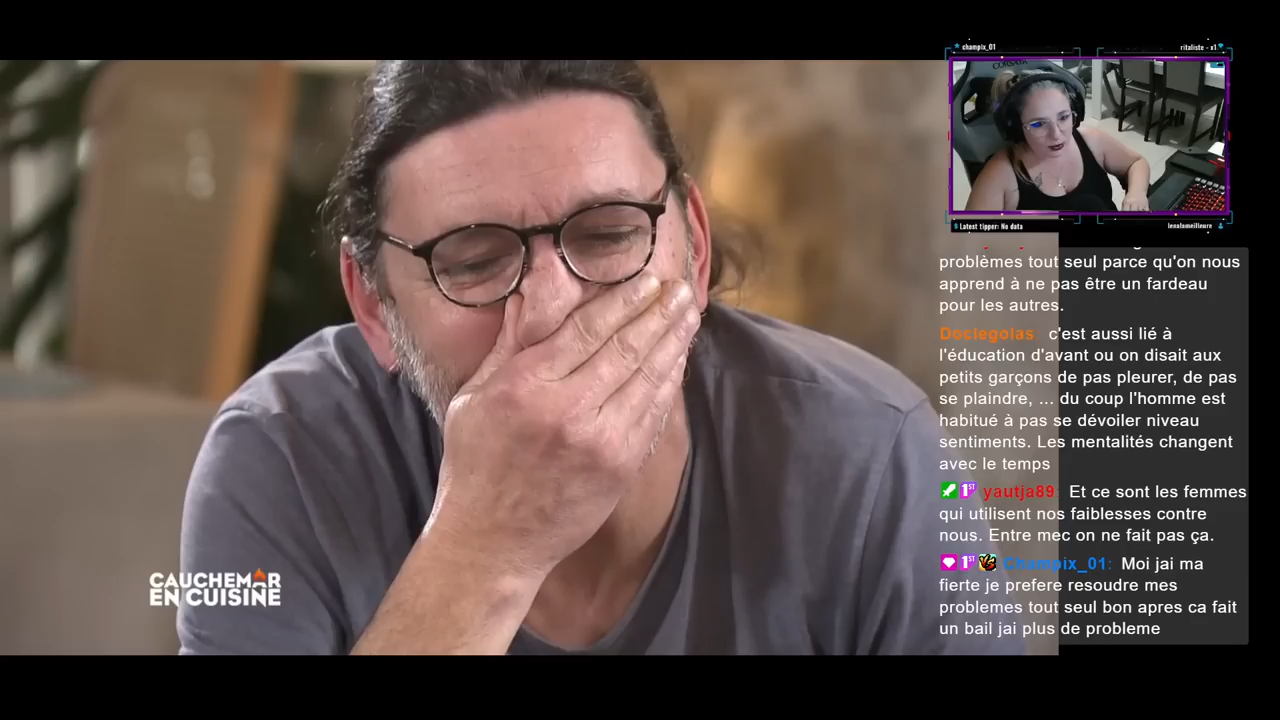 champix_01
ritaliste - x1
CORSAIR
Latest tipper: No data
lenalameilleure
problèmes tout seul parce qu'on nous
apprend à ne pas être un fardeau
pour les autres.
Doclegolas: c'est aussi lié à
l'éducation d'avant ou on disait aux
petits garçons de pas pleurer, de pas
se plaindre, ... du coup l'homme est
habitué à pas se dévoiler niveau
sentiments. Les mentalités changent
avec le temps
1ST yautja89: Et ce sont les femmes
qui utilisent nos faiblesses contre
nous. Entre mec on ne fait pas ça.
1ST Champix_01: Moi jai ma
fierte je prefere resoudre mes
problemes tout seul bon apres ca fait
un bail jai plus de probleme
CAUCHEMAR
EN CUISINE